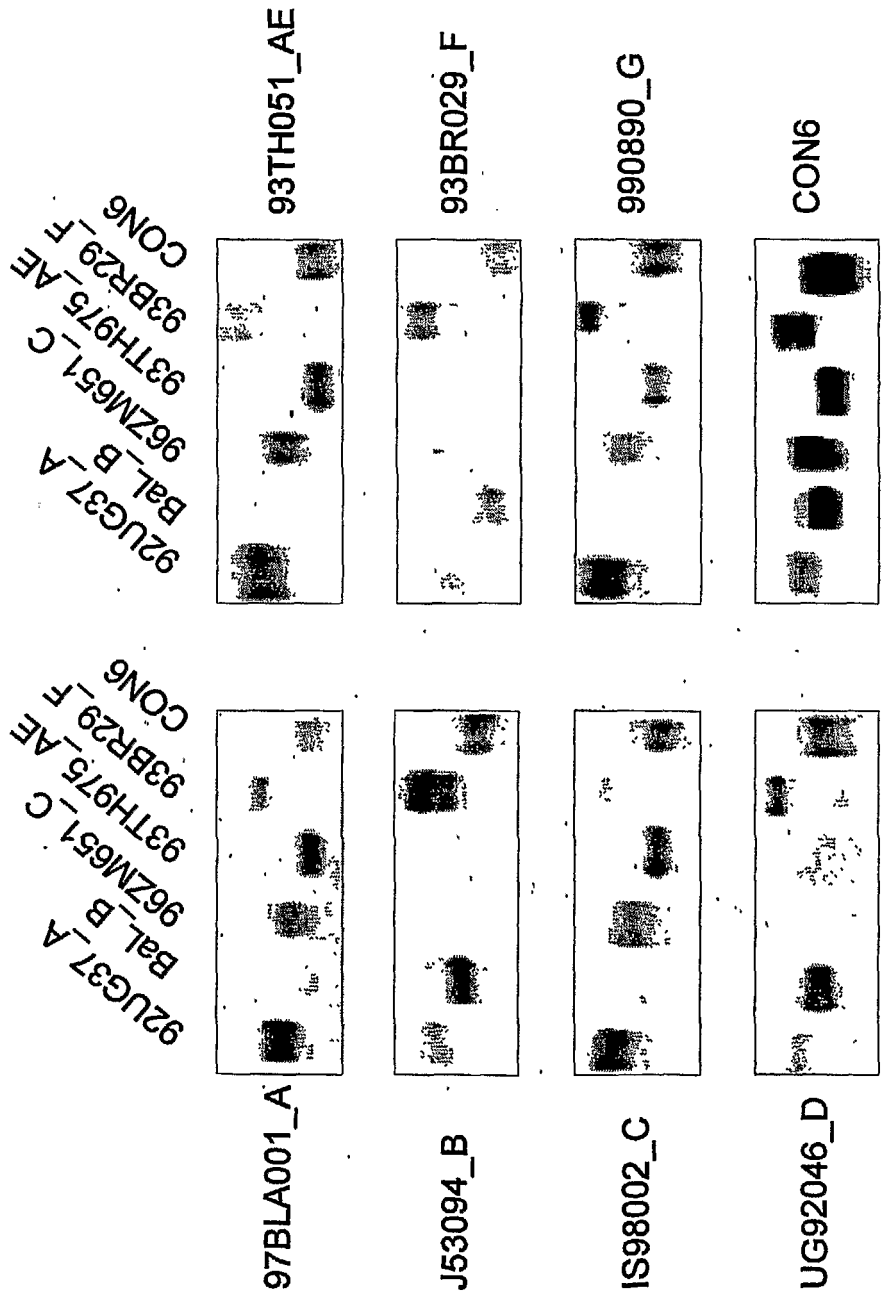 92UG37_A
BaL_B
96ZM651_C
93TH975_AE
93BR29_F
CON6
92UG37_A
BaL_B
96ZM651_C
93TH975_AE
93BR29_F
CON6
97BLA001_A
93TH051_AE
J53094_B
93BR029_F
IS98002_C
990890_G
UG92046_D
CON6